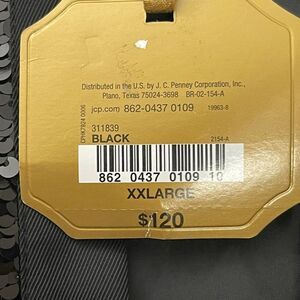 Distributed in the U.S. by J. C. Penney Corporation, Inc.,
Plano, Texas 75024-3698 BR-02-154-A
jcp.com 862-0437 0109 19963-8
311839
BLACK 2154-A
862 0437 0109 10
XXLARGE
$120